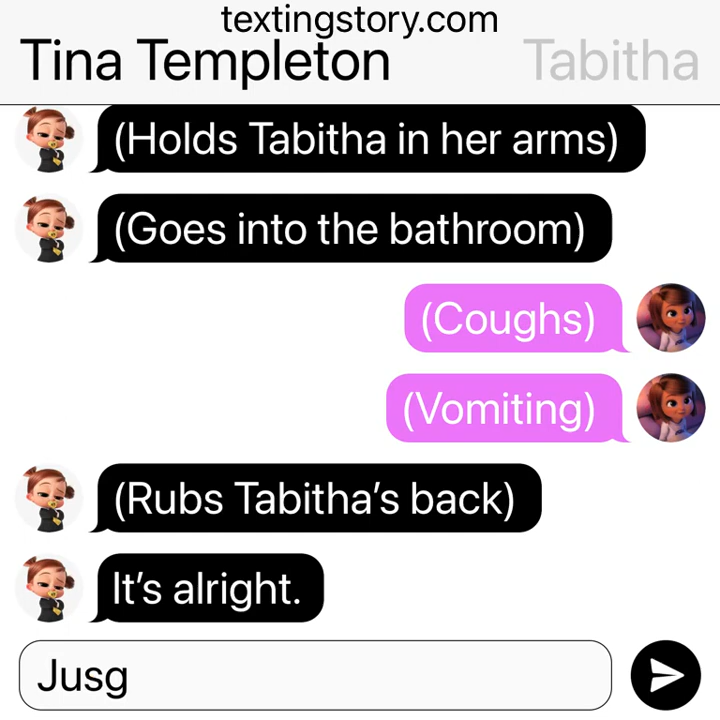 textingstory.com
Tina Templeton Tabitha
(Holds Tabitha in her arms)
(Goes into the bathroom)
(Coughs)
(Vomiting)
(Rubs Tabitha’s back)
It’s alright.
Jusg